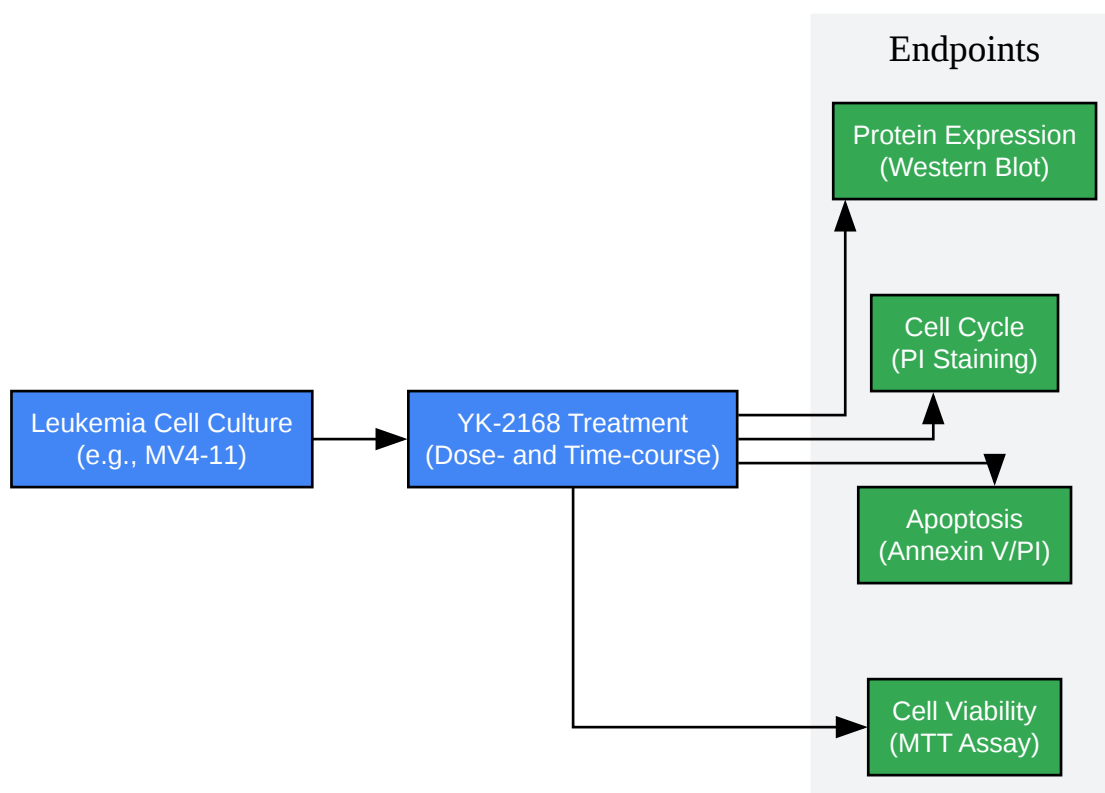 Endpoints
Protein Expression
(Western Blot)
Cell Cycle
(PI Staining)
Leukemia Cell Culture
(e.g., MV4-11)
YK-2168 Treatment
(Dose- and Time-course)
Apoptosis
(Annexin V/PI)
Cell Viability
(MTT Assay)